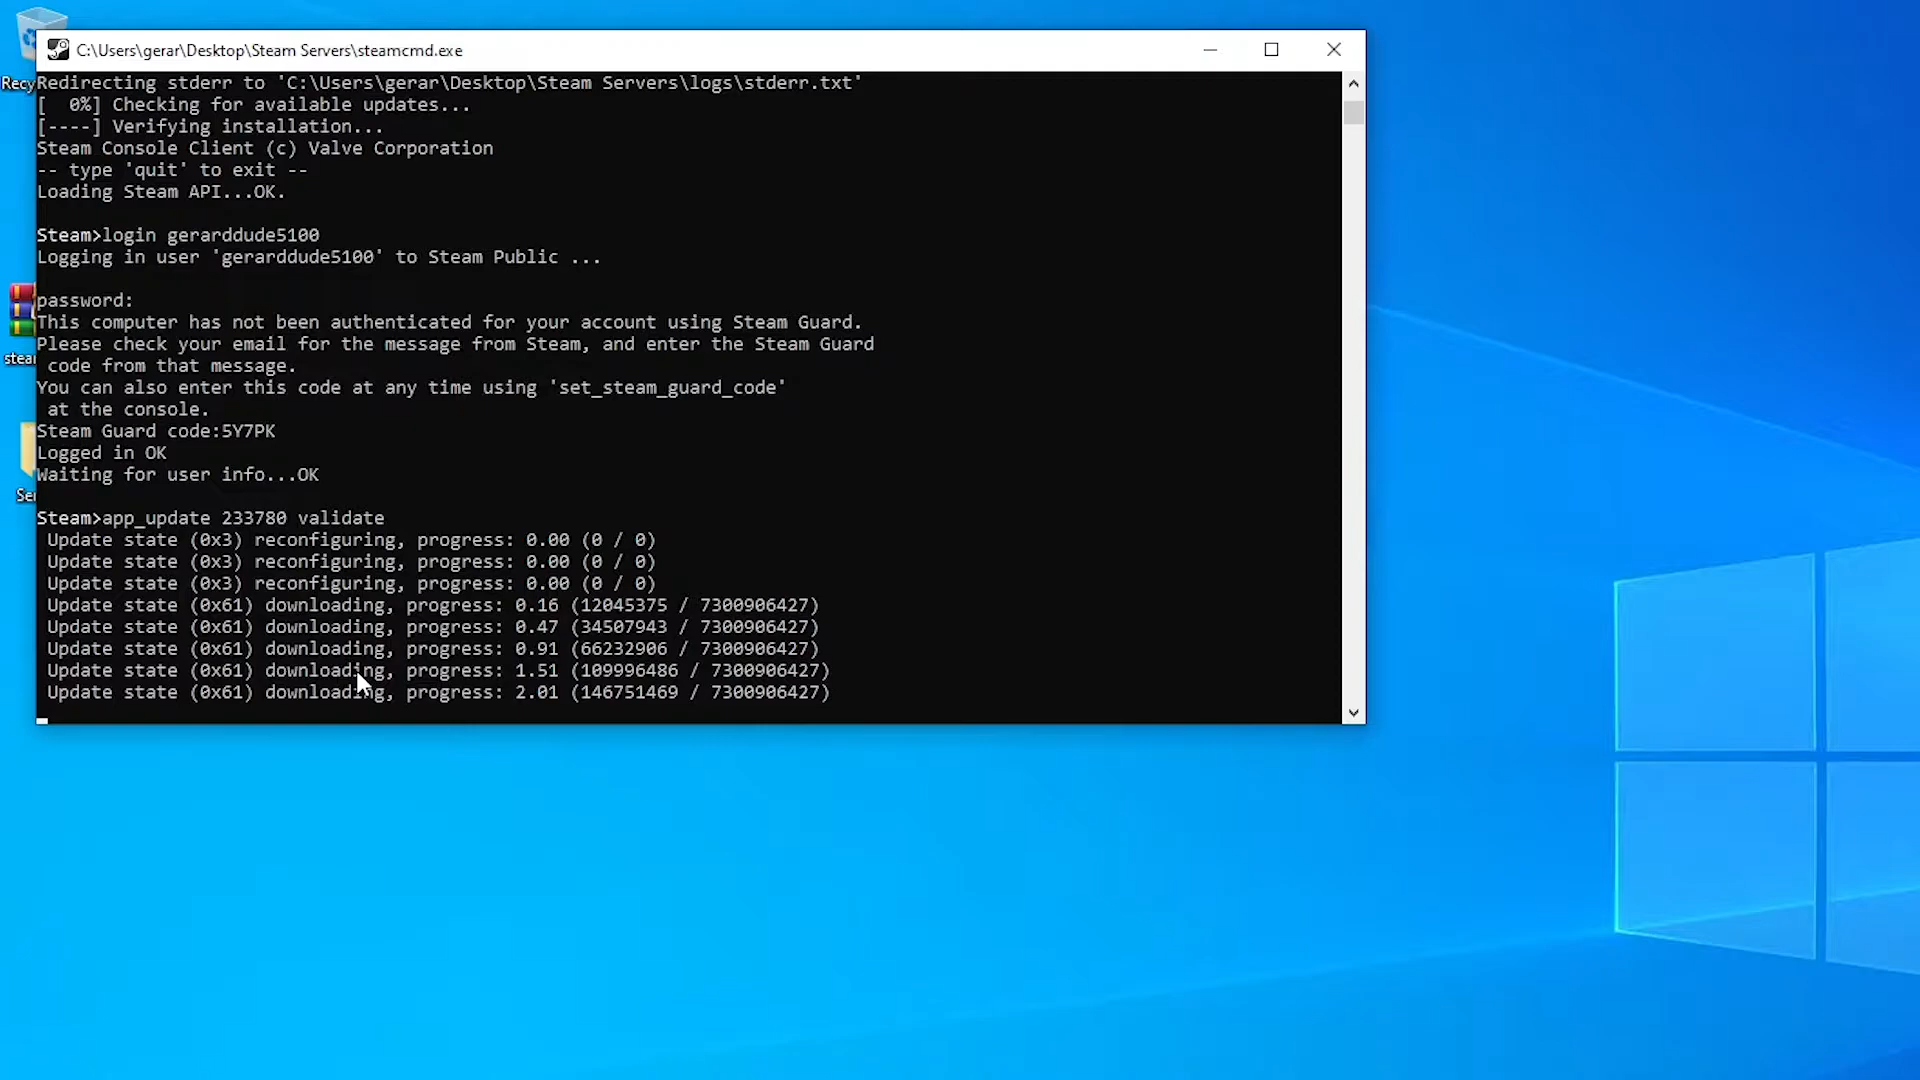 C:\Users\gerar\Desktop\Steam Servers\steamcmd.exe
Recy
Redirecting stderr to 'C:\Users\gerar\Desktop\Steam Servers\logs\stderr.txt'
[  0%] Checking for available updates...
[----] Verifying installation...
Steam Console Client (c) Valve Corporation
-- type 'quit' to exit --
Loading Steam API...OK.
Steam>login gerarddude5100
Logging in user 'gerarddude5100' to Steam Public ...
password:
This computer has not been authenticated for your account using Steam Guard.
Please check your email for the message from Steam, and enter the Steam Guard
code from that message.
You can also enter this code at any time using 'set_steam_guard_code'
at the console.
Steam Guard code:5Y7PK
Logged in OK
Waiting for user info...OK
Steam>app_update 233780 validate
Update state (0x3) reconfiguring, progress: 0.00 (0 / 0)
Update state (0x3) reconfiguring, progress: 0.00 (0 / 0)
Update state (0x3) reconfiguring, progress: 0.00 (0 / 0)
Update state (0x61) downloading, progress: 0.16 (12045375 / 7300906427)
Update state (0x61) downloading, progress: 0.47 (34507943 / 7300906427)
Update state (0x61) downloading, progress: 0.91 (66232906 / 7300906427)
Update state (0x61) downloading, progress: 1.51 (109996486 / 7300906427)
Update state (0x61) downloading, progress: 2.01 (146751469 / 7300906427)
stear
Ser